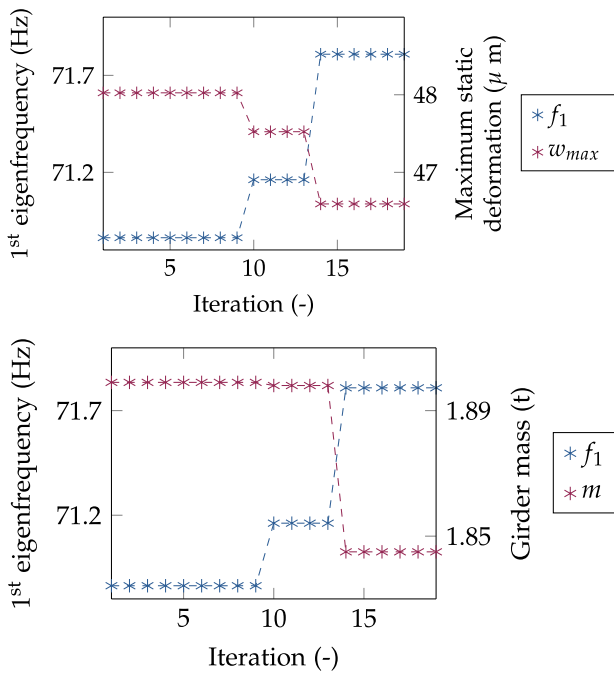 1st eigenfrequency (Hz)
71.7
71.2
5
10
15
Iteration (-)
48
47
Maximum static
deformation (μ m)
f1
wmax
1st eigenfrequency (Hz)
71.7
71.2
5
10
15
Iteration (-)
1.89
1.85
Girder mass (t)
f1
m